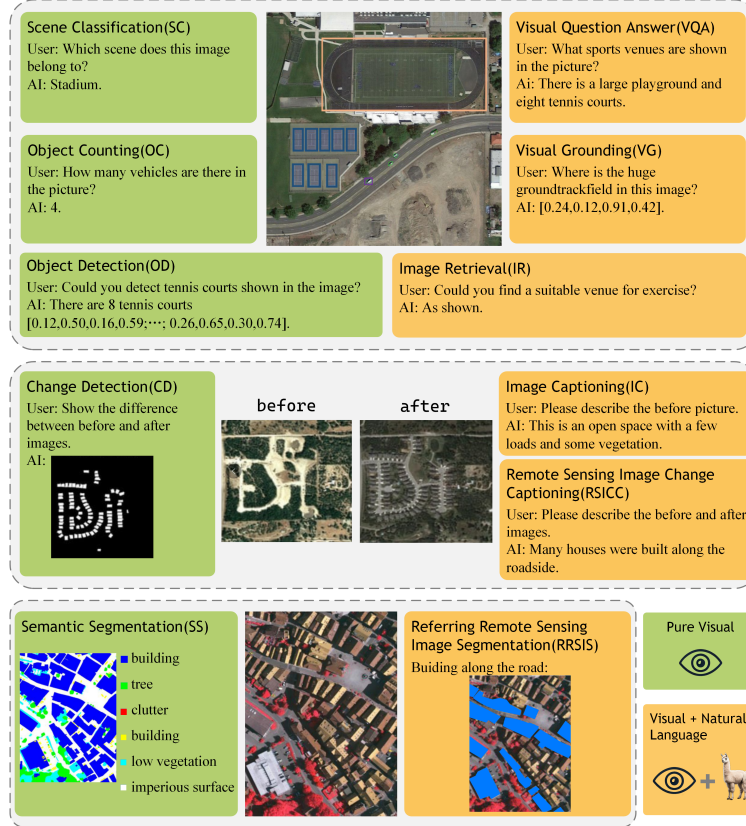 Scene Classification(SC)
User: Which scene does this image
belong to?
AI: Stadium.
Visual Question Answer(VQA)
User: What sports venues are shown
in the picture?
Ai: There is a large playground and
eight tennis courts.
Object Counting(OC)
User: How many vehicles are there in
the picture?
AI: 4.
Visual Grounding(VG)
User: Where is the huge
groundtrackfield in this image?
AI: [0.24,0.12,0.91,0.42].
Object Detection(OD)
User: Could you detect tennis courts shown in the image?
AI: There are 8 tennis courts
[0.12,0.50,0.16,0.59;···; 0.26,0.65,0.30,0.74].
Image Retrieval(IR)
User: Could you find a suitable venue for exercise?
AI: As shown.
Change Detection(CD)
User: Show the difference
between before and after
images.
AI:
before
after
Image Captioning(IC)
User: Please describe the before picture.
AI: This is an open space with a few
loads and some vegetation.
Remote Sensing Image Change
Captioning(RSICC)
User: Please describe the before and after
images.
AI: Many houses were built along the
roadside.
Semantic Segmentation(SS)
building
tree
clutter
building
low vegetation
imperious surface
Referring Remote Sensing
Image Segmentation(RRSIS)
Buiding along the road:
Pure Visual
Visual + Natural
Language